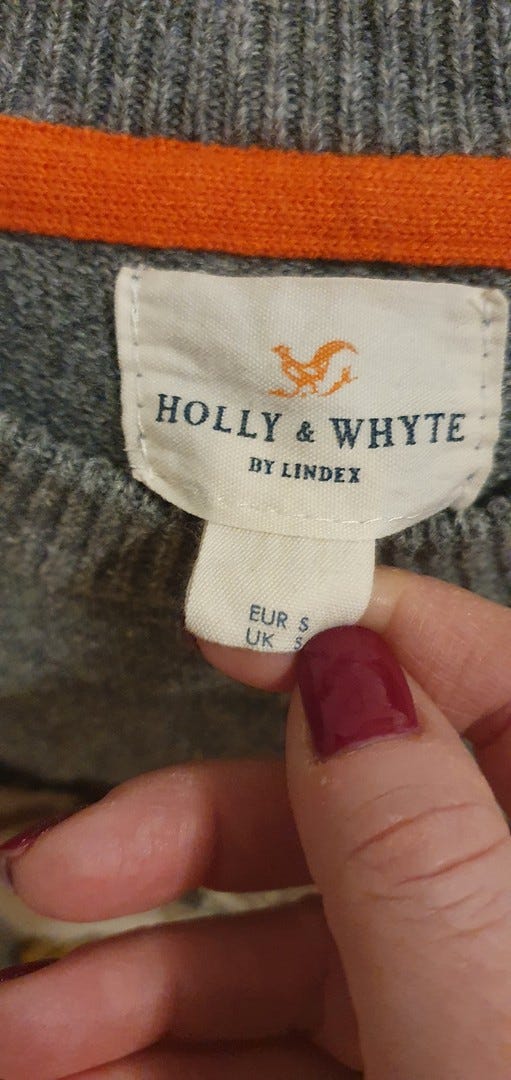 HOLLY & WHYTE
BY LINDEX
EUR S
UK S